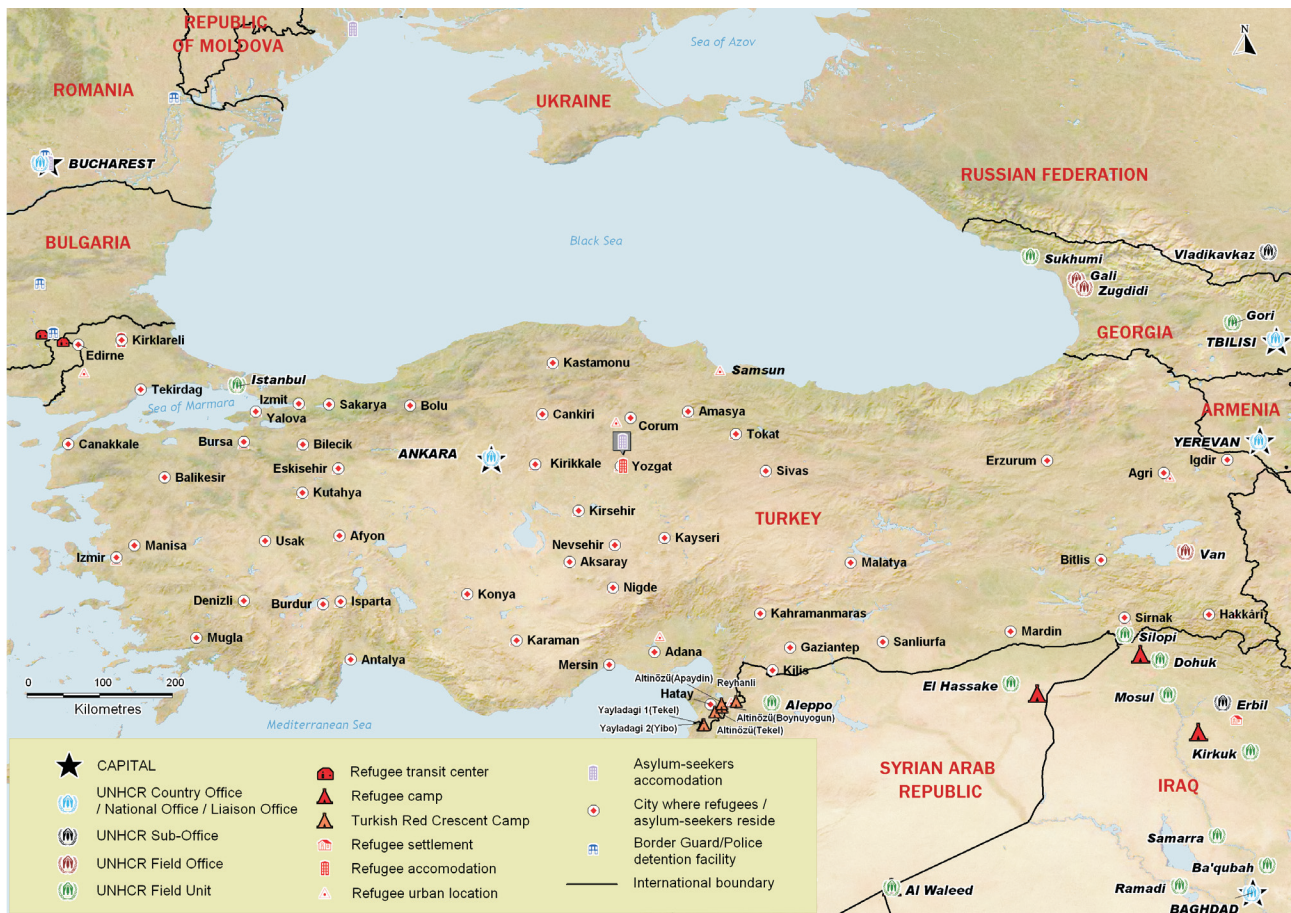 REPUBLIC
OF MOLDOVA
Sea of Azov
N
ROMANIA
UKRAINE
BUCHAREST
RUSSIAN FEDERATION
BULGARIA
Black Sea
Sukhumi
Vladikavkaz
Gali
Zugdidi
Gori
GEORGIA
TBILISI
Kirklareli
Edirne
Kastamonu
Samsun
Istanbul
Tekirdag
Sea of Marmara
Izmit
Yalova
Sakarya
Bolu
Cankiri
Corum
Amasya
Tokat
ARMENIA
YEREVAN
Canakkale
Bursa
Bilecik
ANKARA
Eskisehir
Kirikkale
Yozgat
Sivas
Erzurum
Igdir
Agri
Balikesir
Kutahya
Kirsehir
TURKEY
Usak
Afyon
Manisa
Izmir
Nevsehir
Kayseri
Aksaray
Malatya
Bitlis
Van
Nigde
Konya
Denizli
Burdur
Isparta
Kahramanmaras
Sirnak
Hakkâri
Mugla
Karaman
Adana
Gaziantep
Sanliurfa
Mardin
Silopi
Antalya
Mersin
Kilis
Dohuk
Altinözü(Apaydin)
Reyhanli
Hatay
Yayladagi 1(Tekel)
Altinözü(Boynuyogun)
Yayladagi 2(Yibo)
Altinözü(Tekel)
Aleppo
El Hassake
Mosul
Erbil
Kirkuk
0 100 200
Kilometres
Mediterranean Sea
SYRIAN ARAB
REPUBLIC
IRAQ
Samarra
Ba'qubah
Al Waleed
Ramadi
BAGHDAD
CAPITAL
UNHCR Country Office
/ National Office / Liaison Office
UNHCR Sub-Office
UNHCR Field Office
UNHCR Field Unit
Refugee transit center
Refugee camp
Turkish Red Crescent Camp
Refugee settlement
Refugee accomodation
Refugee urban location
Asylum-seekers
accomodation
City where refugees /
asylum-seekers reside
Border Guard/Police
detention facility
International boundary